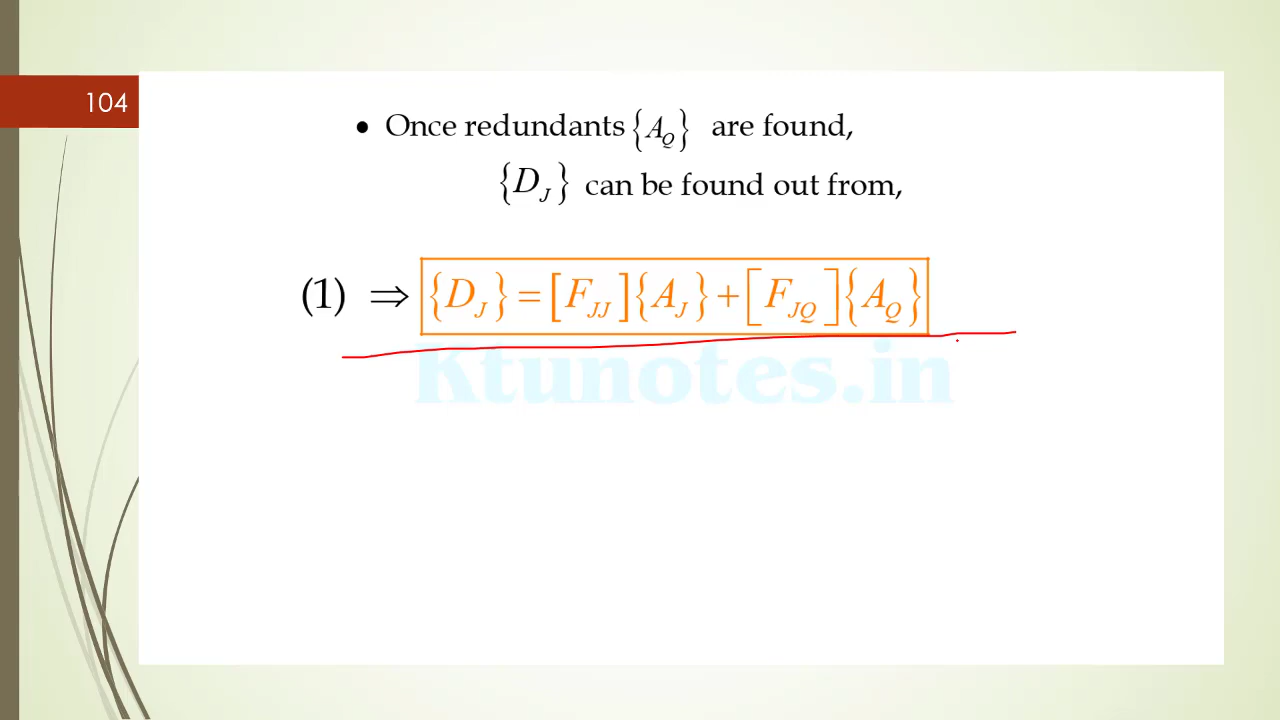 104
• Once redundants {A_Q} are found,
{D_J} can be found out from,
(1) ⇒ {D_J} = [F_JJ]{A_J} + [F_JQ]{A_Q}
Ktunotes.in